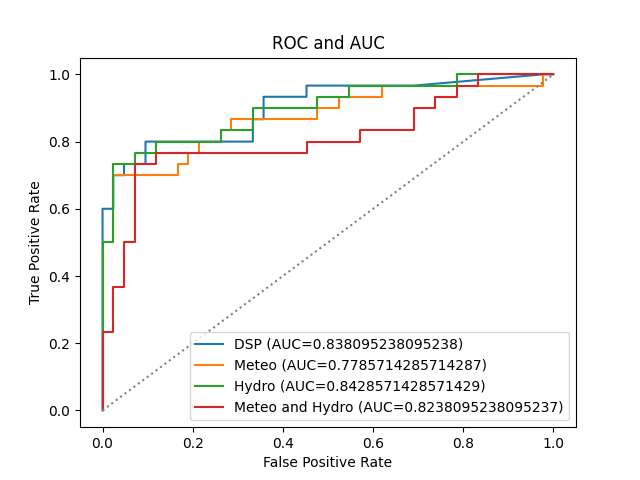 ROC and AUC
1.0
0.8
0.6
0.4
0.2
0.0
True Positive Rate
DSP (AUC=0.838095238095238)
Meteo (AUC=0.7785714285714287)
Hydro (AUC=0.8428571428571429)
Meteo and Hydro (AUC=0.8238095238095237)
0.0 0.2 0.4 0.6 0.8 1.0
False Positive Rate